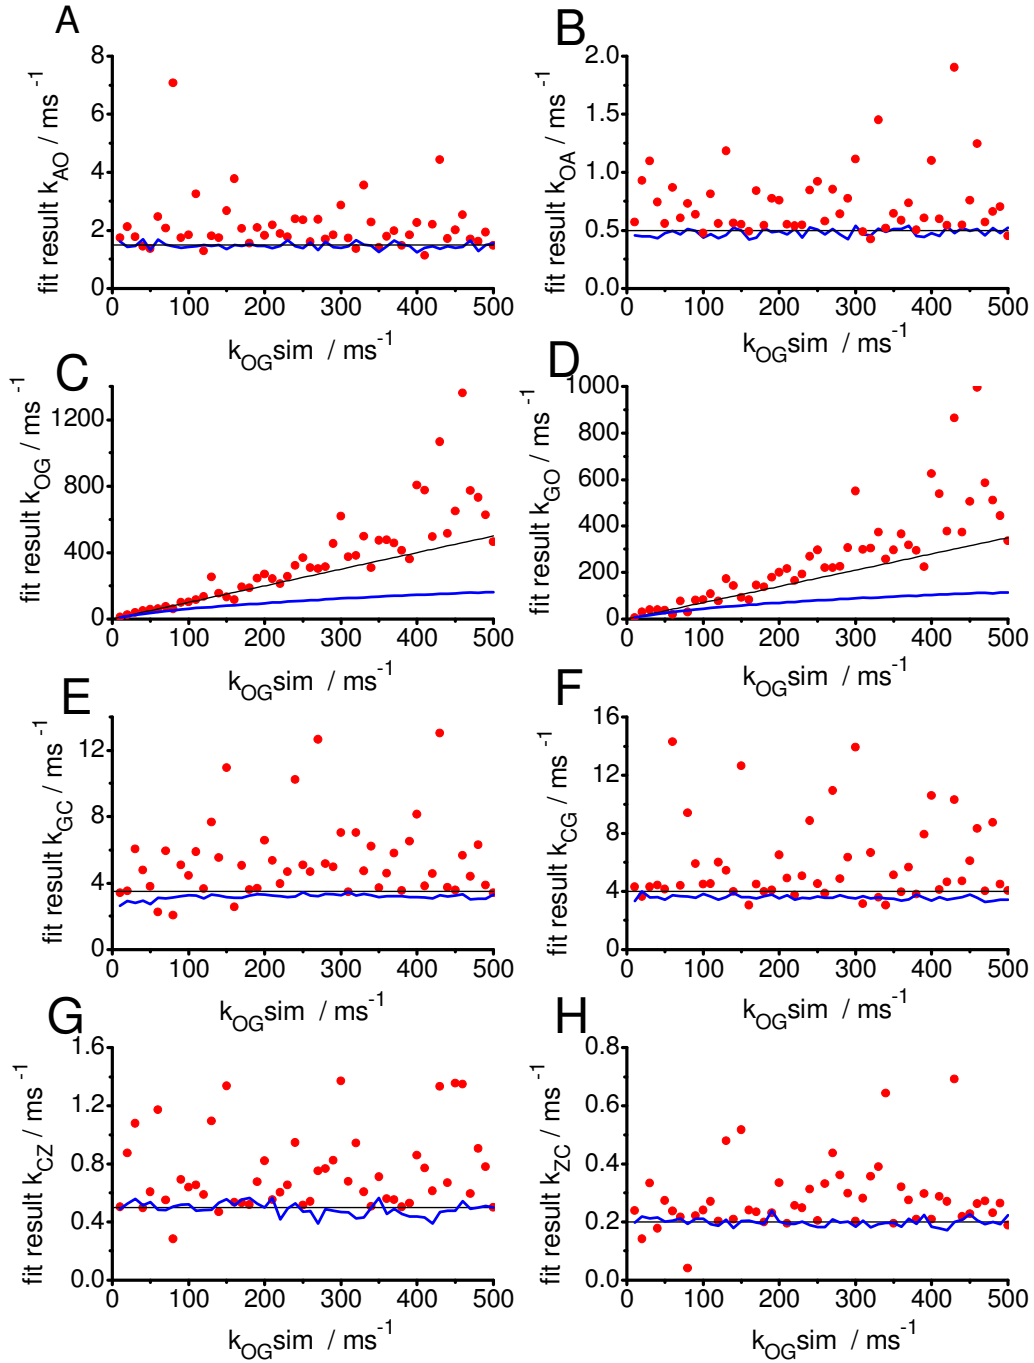 A
fit result k_AO / ms^-1
8
6
4
2
0
0 100 200 300 400 500
k_OG sim / ms^-1
B
fit result k_OA / ms^-1
2.0
1.5
1.0
0.5
0.0
0 100 200 300 400 500
k_OG sim / ms^-1
C
fit result k_OG / ms^-1
1200
800
400
0
0 100 200 300 400 500
k_OG sim / ms^-1
D
fit result k_GO / ms^-1
1000
800
600
400
200
0
0 100 200 300 400 500
k_OG sim / ms^-1
E
fit result k_GC / ms^-1
12
8
4
0
0 100 200 300 400 500
k_OG sim / ms^-1
F
fit result k_CG / ms^-1
16
12
8
4
0
0 100 200 300 400 500
k_OG sim / ms^-1
G
fit result k_CZ / ms^-1
1.6
1.2
0.8
0.4
0.0
0 100 200 300 400 500
k_OG sim / ms^-1
H
fit result k_ZC / ms^-1
0.8
0.6
0.4
0.2
0.0
0 100 200 300 400 500
k_OG sim / ms^-1